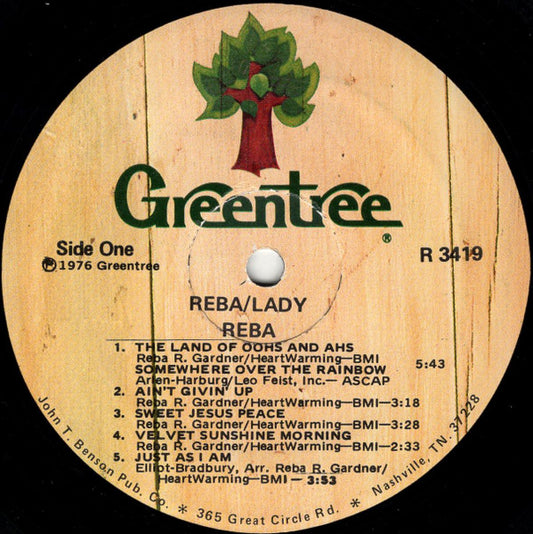 Greentree
®
Side One
Ⓟ 1976 Greentree
R 3419
REBA/LADY
REBA
1. THE LAND OF OOHS AND AHS
Reba R. Gardner/HeartWarming—BMI
SOMEWHERE OVER THE RAINBOW 5:43
Arlen-Harburg/Leo Feist, Inc.— ASCAP
2. AIN'T GIVIN' UP
Reba R. Gardner/HeartWarming—BMI—3:18
3. SWEET JESUS PEACE
Reba R. Gardner/HeartWarming—BMI—3:28
4. VELVET SUNSHINE MORNING
Reba R. Gardner/HeartWarming—BMI—2:33
5. JUST AS I AM
Elliot-Bradbury, Arr. Reba R. Gardner/
HeartWarming—BMI — 3:53
John T. Benson Pub. Co. * 365 Great Circle Rd. * Nashville, TN. 37228